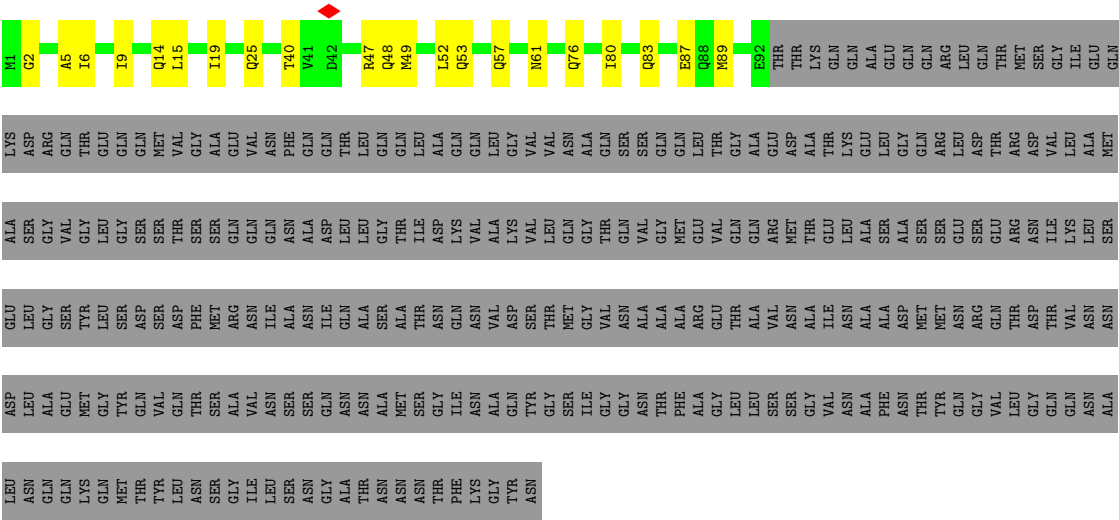 M1 G2 A5 I6 I9 Q14 L15 I19 Q25 T40 V41 D42 R47 Q48 M49 L52 Q53 Q57 N61 Q76 I80 Q83 E87 Q88 M89 E92 THR THR LYS GLN GLN ALA GLU GLN GLN ARG LEU GLN THR MET SER GLY ILE GLU GLN
LYS ASP ARG GLN THR GLU GLN GLN MET VAL GLY ALA GLU VAL ASN PHE GLN GLN THR LEU GLN GLN LEU ALA GLN GLN LEU GLY VAL VAL ASN ALA GLN SER SER GLN GLN LEU THR GLY ALA GLU ASP ALA THR LYS GLU LEU GLY GLN ARG LEU ASP THR ARG ASP VAL LEU ALA MET
ALA SER GLY VAL GLY LEU GLY SER SER THR SER SER GLN GLN GLN ASN ALA ASP LEU LEU GLY THR ILE ASP LYS VAL ALA LYS VAL LEU GLN GLY THR GLN VAL GLY MET GLU VAL GLN GLN ARG MET THR GLU LEU ALA SER ALA SER SER GLU SER GLU ARG ASN ILE LYS LEU SER
GLU LEU GLY SER TYR LEU SER ASP SER ASP PHE MET ARG ASN ILE ALA ASN ILE GLN ALA SER ALA THR ASN GLN ASN VAL ASP SER THR MET GLY VAL ASN ALA ALA ALA ARG GLU THR ALA VAL ASN ALA ILE ASN ALA ALA ASP MET MET ASN ARG GLN THR ASP THR VAL ASN ASN
ASP LEU ALA GLU MET GLY TYR GLN VAL GLN THR SER ALA VAL ASN SER SER GLN ASN ASN ALA MET SER GLY ILE ASN ALA GLN TYR GLY SER ILE GLY GLY ASN THR PHE ALA GLY LEU LEU SER SER GLY VAL ASN ALA PHE ASN THR TYR GLN GLY VAL LEU GLY GLN GLN ASN ALA
LEU ASN GLN GLN LYS GLN MET THR TYR LEU ASN SER GLY ILE LEU SER ASN GLY ALA THR ASN ASN ASN THR PHE LYS GLY TYR ASN